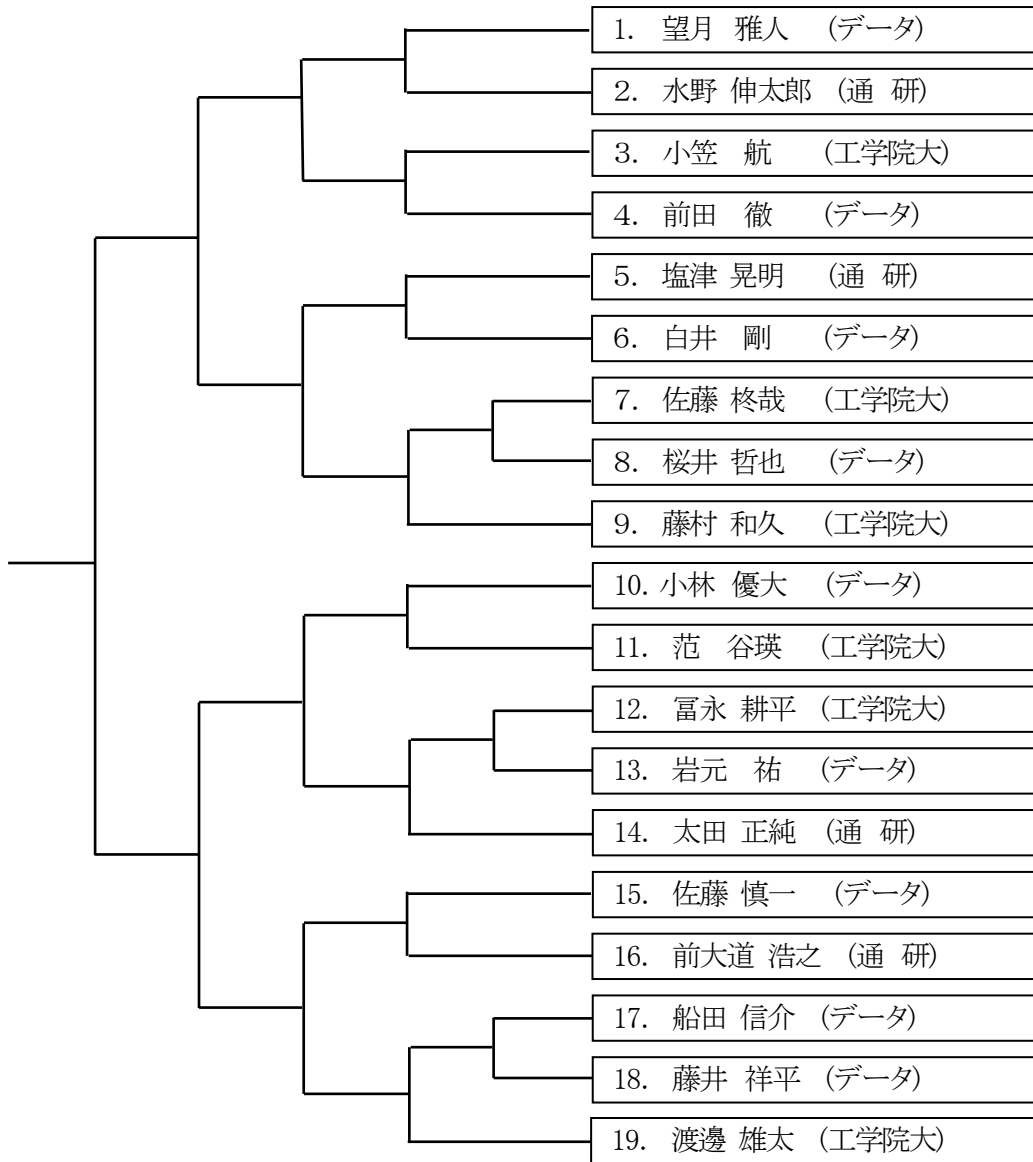 1. 望月 雅人 (データ)
2. 水野 伸太郎 (通 研)
3. 小笠 航 (工学院大)
4. 前田 徹 (データ)
5. 塩津 晃明 (通 研)
6. 白井 剛 (データ)
7. 佐藤 柊哉 (工学院大)
8. 桜井 哲也 (データ)
9. 藤村 和久 (工学院大)
10. 小林 優大 (データ)
11. 范 谷瑛 (工学院大)
12. 冨永 耕平 (工学院大)
13. 岩元 祐 (データ)
14. 太田 正純 (通 研)
15. 佐藤 慎一 (データ)
16. 前大道 浩之 (通 研)
17. 船田 信介 (データ)
18. 藤井 祥平 (データ)
19. 渡邊 雄太 (工学院大)